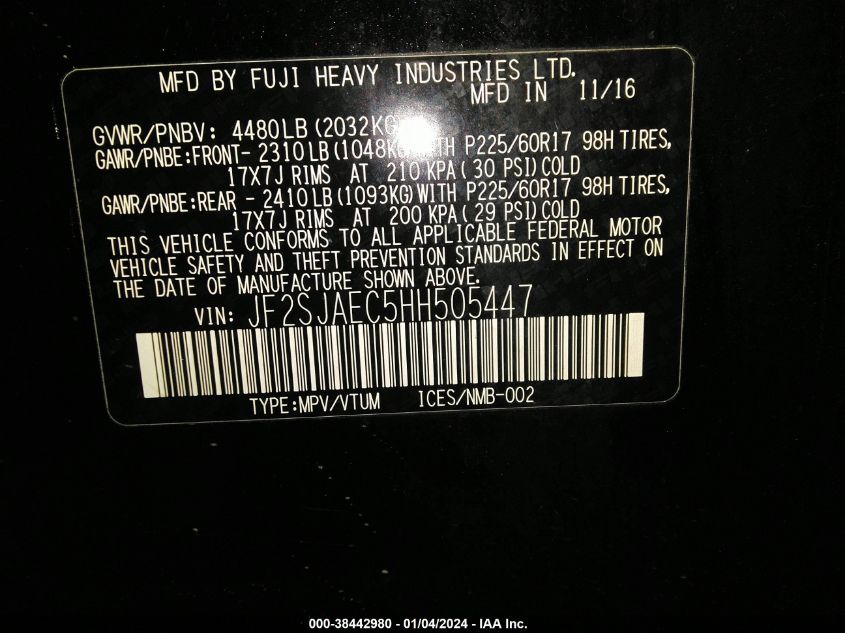 MFD BY FUJI HEAVY INDUSTRIES LTD.
MFD IN 11/16
GVWR/PNBV: 4480LB(2032KG
GAWR/PNBE:FRONT- 2310LB(1048KG) WITH P225/60R17 98H TIRES,
17X7J RIMS AT 210 KPA( 30 PSI)COLD
GAWR/PNBE:REAR - 2410LB(1093KG)WITH P225/60R17 98H TIRES,
17X7J RIMS AT 200 KPA( 29 PSI)COLD
THIS VEHICLE CONFORMS TO ALL APPLICABLE FEDERAL MOTOR
VEHICLE SAFETY AND THEFT PREVENTION STANDARDS IN EFFECT ON
THE DATE OF MANUFACTURE SHOWN ABOVE.
VIN: JF2SJAEC5HH505447
TYPE:MPV/VTUM ICES/NMB-002
000-38442980 - 01/04/2024 - IAA Inc.